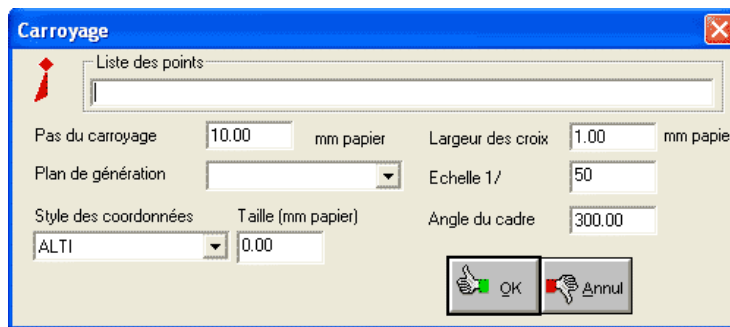 Carroyage
Liste des points
Pas du carroyage 10.00 mm papier Largeur des croix 1.00 mm papie
Plan de génération Echelle 1/ 50
Style des coordonnées Taille (mm papier) Angle du cadre 300.00
ALTI 0.00
OK Annul